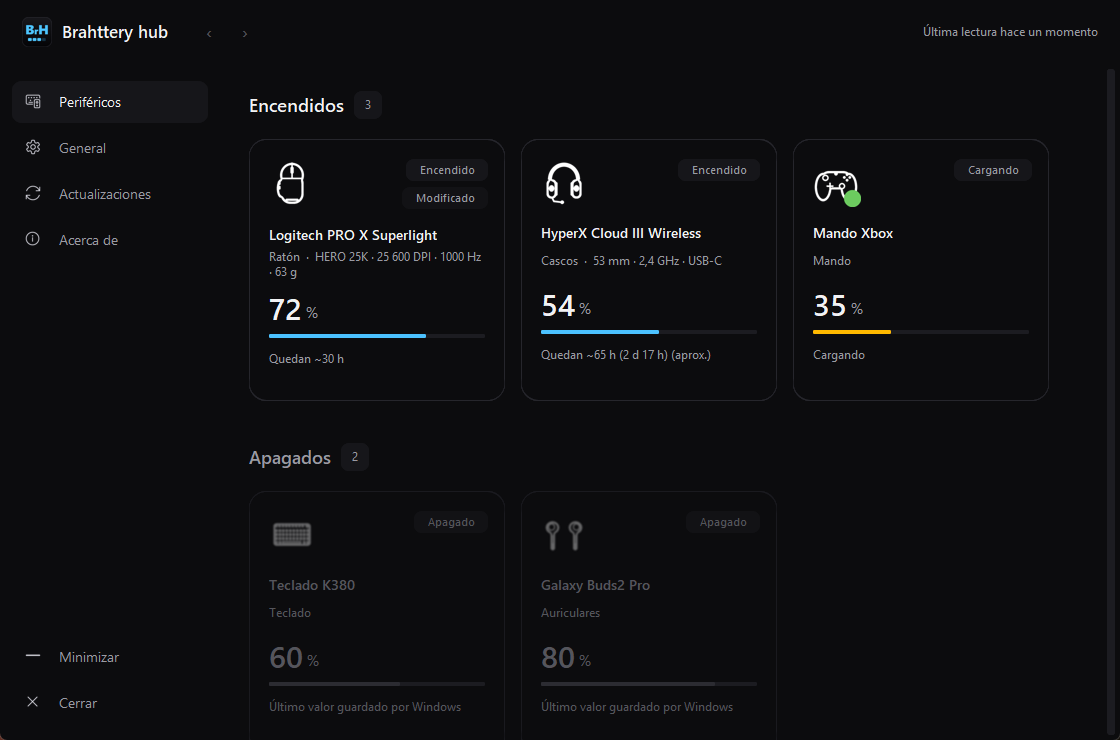 BrH
Brahttery hub
Última lectura hace un momento
Periféricos
General
Actualizaciones
Acerca de
Minimizar
Cerrar
Encendidos 3
Encendido
Modificado
Logitech PRO X Superlight
Ratón · HERO 25K · 25 600 DPI · 1000 Hz
· 63 g
72 %
Quedan ~30 h
Encendido
HyperX Cloud III Wireless
Cascos · 53 mm · 2,4 GHz · USB-C
54 %
Quedan ~65 h (2 d 17 h) (aprox.)
Cargando
Mando Xbox
Mando
35 %
Cargando
Apagados 2
Apagado
Teclado K380
Teclado
60 %
Último valor guardado por Windows
Apagado
Galaxy Buds2 Pro
Auriculares
80 %
Último valor guardado por Windows